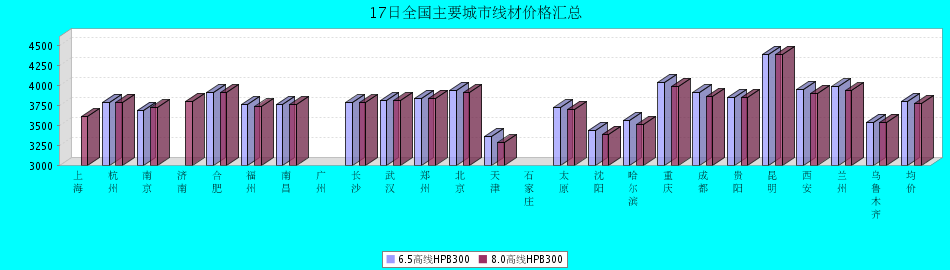 17日全国主要城市线材价格汇总
4500
4250
4000
3750
3500
3250
3000
上海
杭州
南京
济南
合肥
福州
南昌
广州
长沙
武汉
郑州
北京
天津
石家庄
太原
沈阳
哈尔滨
重庆
成都
贵阳
昆明
西安
兰州
乌鲁木齐
均价
6.5高线HPB300 8.0高线HPB300